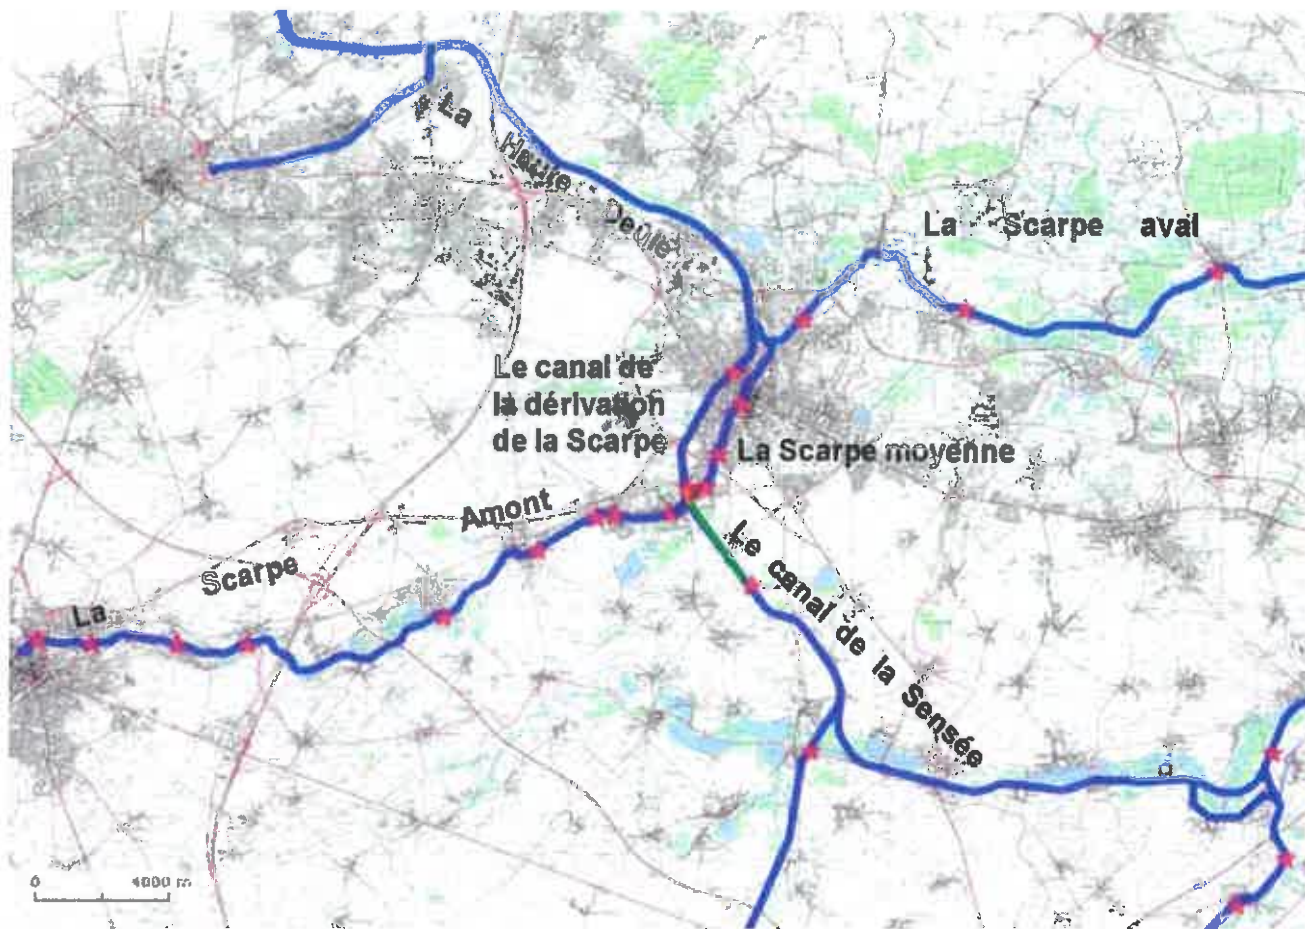 La Haute Deûle
La Scarpe aval
Le canal de
la dérivation
de la Scarpe
La Scarpe moyenne
La Scarpe Amont
Le canal de la Sensée
0 4000 m